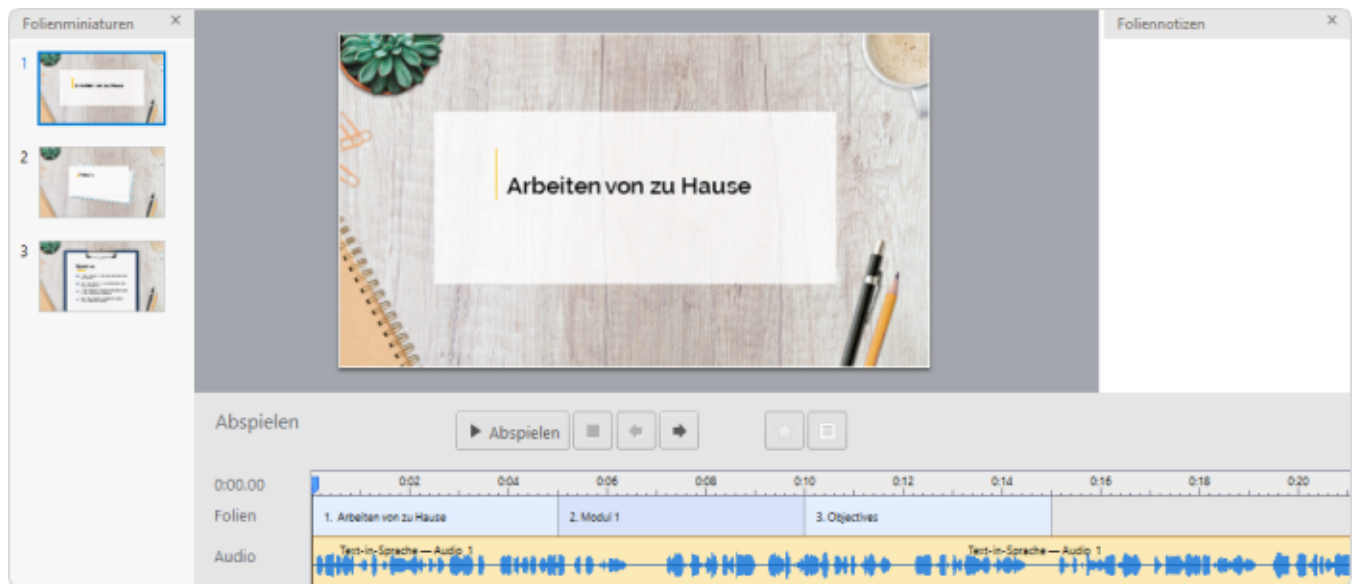 Folienminiaturen ×
1
2
3
Arbeiten von zu Hause
Foliennotizen ×
Abspielen
Abspielen
0:00.00
0:02 0:04 0:06 0:08 0:10 0:12 0:14 0:16 0:18 0:20
Folien
1. Arbeiten von zu Hause
2. Modul 1
3. Objectives
Audio
Text-in-Sprache — Audio 1
Text-in-Sprache — Audio 1